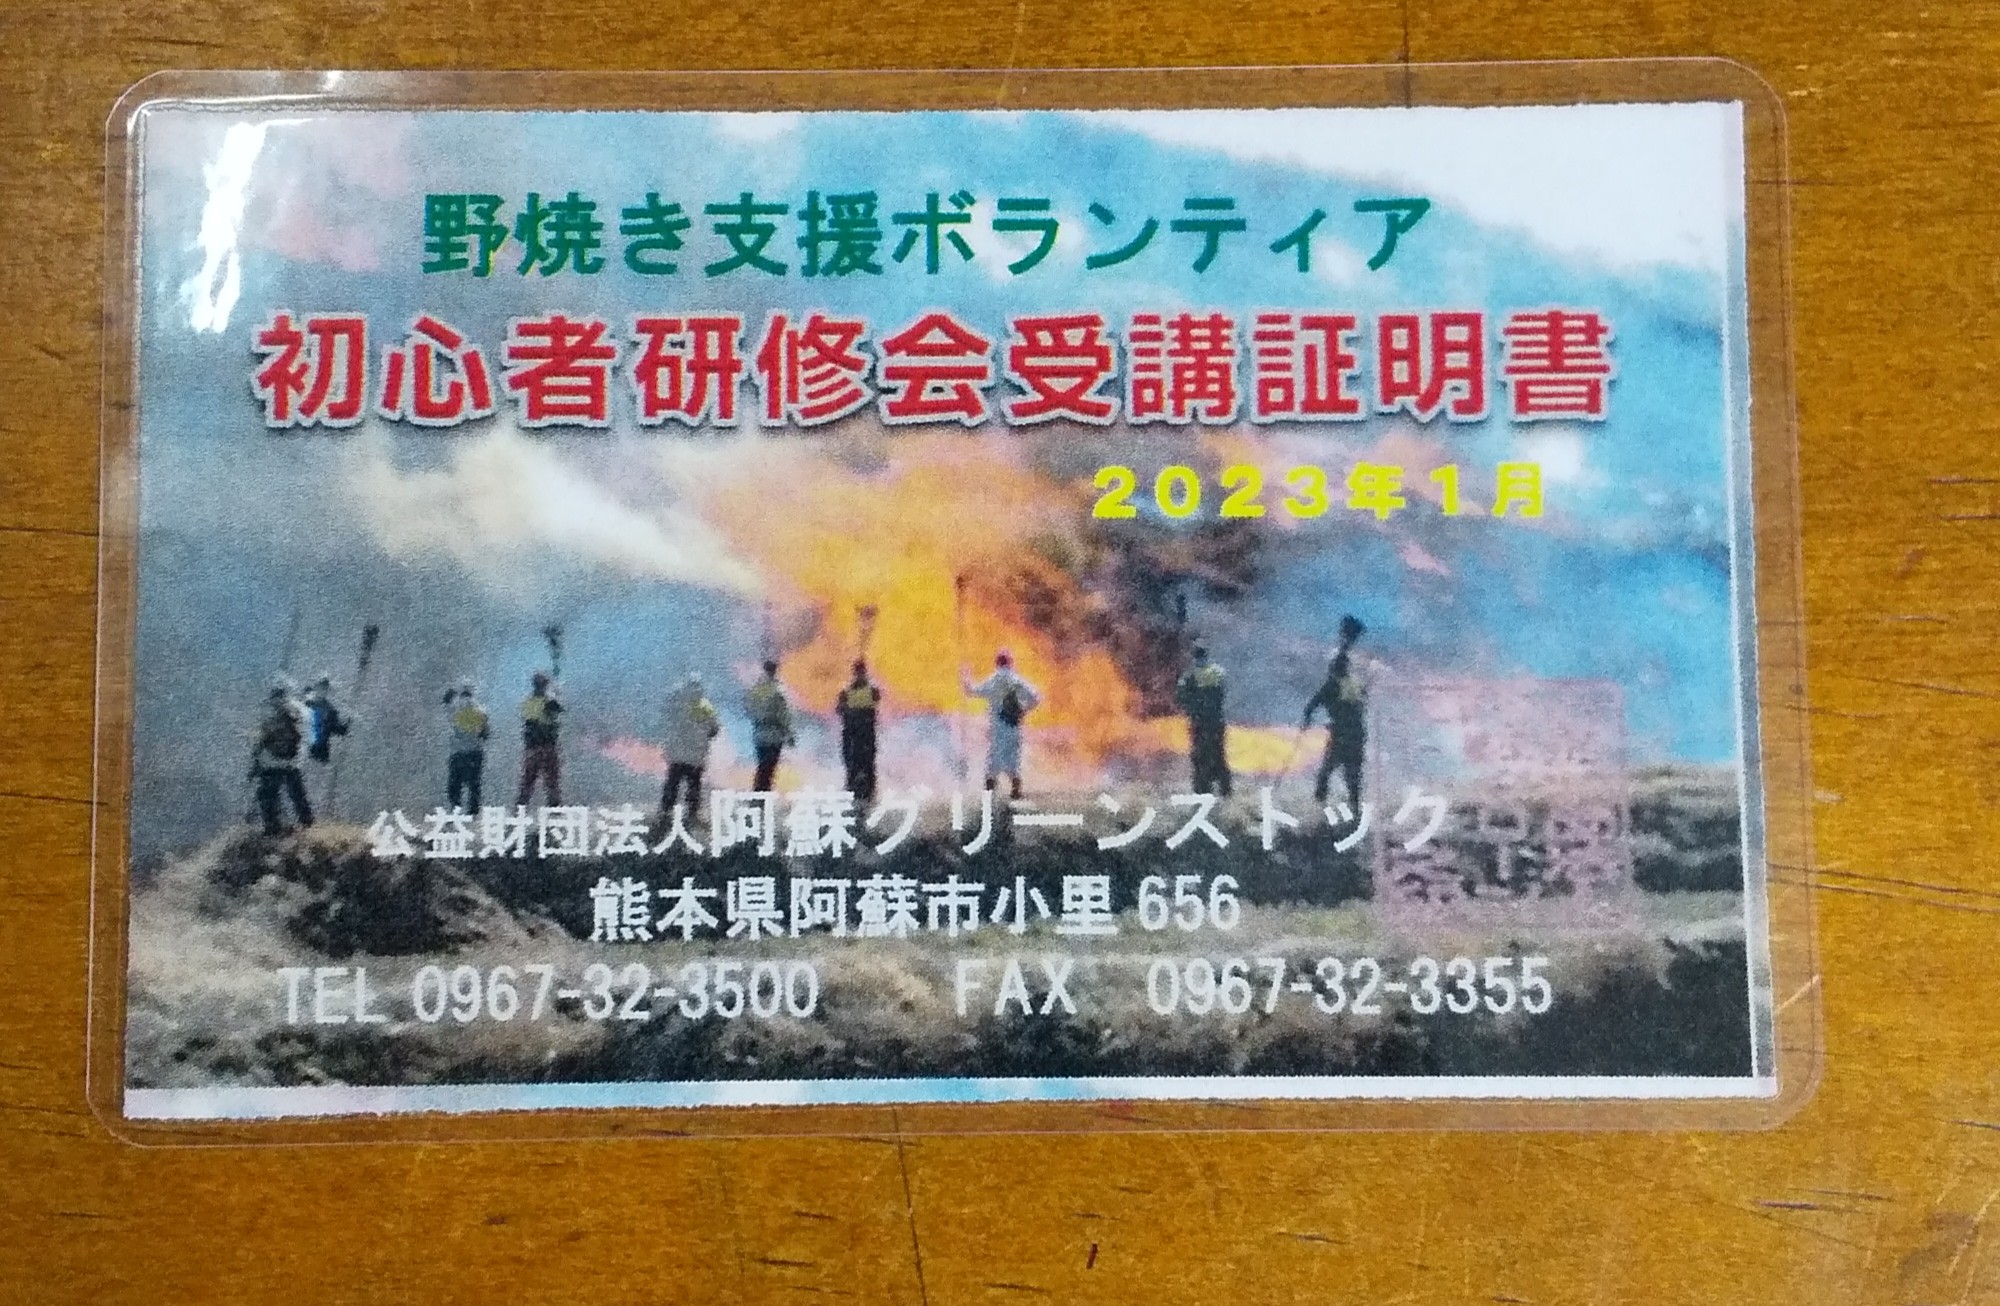 野焼き支援ボランティア
初心者研修会受講証明書
2023年1月
公益財団法人阿蘇グリーンストック
熊本県阿蘇市小里656
TEL 0967-32-3500 FAX 0967-32-3355